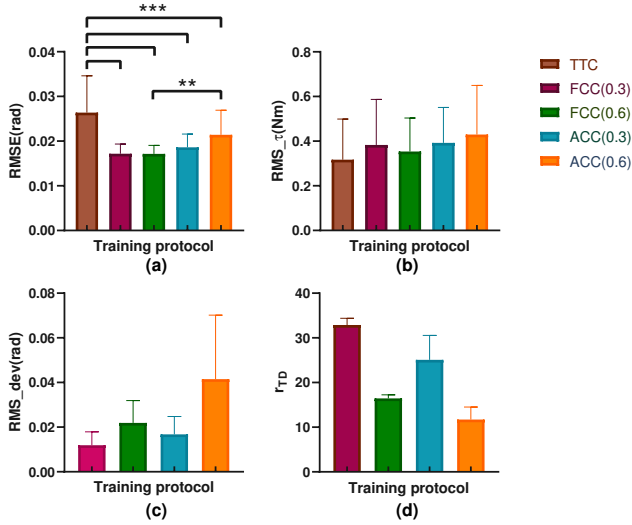 ***
**
0.04
0.03
0.02
0.01
0.00
RMSE(rad)
Training protocol
(a)
0.8
0.6
0.4
0.2
0.0
RMS_τ(Nm)
Training protocol
(b)
TTC
FCC(0.3)
FCC(0.6)
ACC(0.3)
ACC(0.6)
0.08
0.06
0.04
0.02
0.00
RMS_dev(rad)
Training protocol
(c)
40
30
20
10
0
rTD
Training protocol
(d)